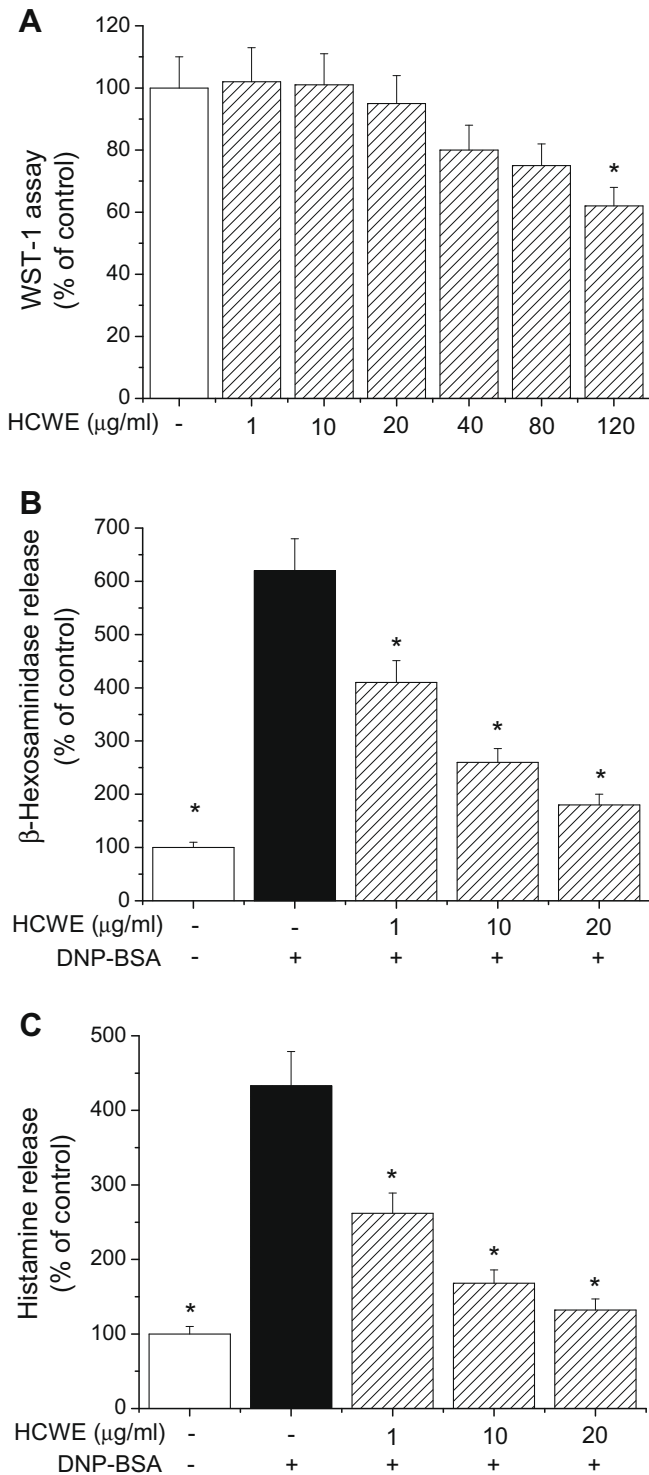 A
WST-1 assay
(% of control)
120
100
80
60
40
20
0
*
HCWE (μg/ml) - 1 10 20 40 80 120
B
β-Hexosaminidase release
(% of control)
700
600
500
400
300
200
100
0
* * * *
HCWE (μg/ml) - - 1 10 20
DNP-BSA - + + + +
C
Histamine release
(% of control)
500
400
300
200
100
0
* * * *
HCWE (μg/ml) - - 1 10 20
DNP-BSA - + + + +